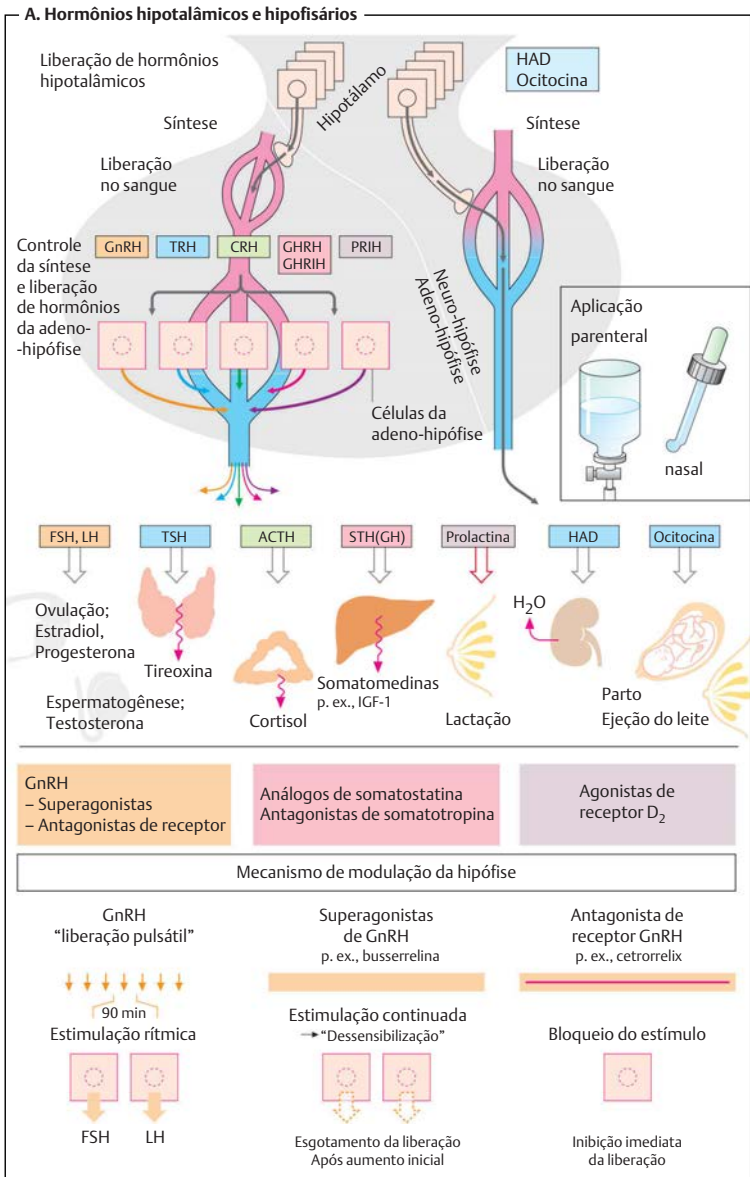 A. Hormônios hipotalâmicos e hipofisários
Liberação de hormônios
hipotalâmicos
Hipotálamo
HAD
Ocitocina
Síntese
Síntese
Liberação
no sangue
Liberação
no sangue
Controle
da síntese
e liberação
de hormônios
da adeno-
-hipófise
GnRH
TRH
CRH
GHRH
GHRIH
PRIH
Neuro-hipófise
Adeno-hipófise
Células da
adeno-hipófise
Aplicação
parenteral
nasal
FSH, LH
TSH
ACTH
STH(GH)
Prolactina
HAD
Ocitocina
Ovulação;
Estradiol,
Progesterona
Espermatogênese;
Testosterona
Tireoxina
Cortisol
Somatomedinas
p. ex., IGF-1
Lactação
H₂O
Parto
Ejeção do leite
GnRH
– Superagonistas
– Antagonistas de receptor
Análogos de somatostatina
Antagonistas de somatotropina
Agonistas de
receptor D₂
Mecanismo de modulação da hipófise
GnRH
“liberação pulsátil”
90 min
Estimulação rítmica
FSH
LH
Superagonistas
de GnRH
p. ex., busserrelina
Estimulação continuada
“Dessensibilização”
Esgotamento da liberação
Após aumento inicial
Antagonista de
receptor GnRH
p. ex., cetrorrelix
Bloqueio do estímulo
Inibição imediata
da liberação